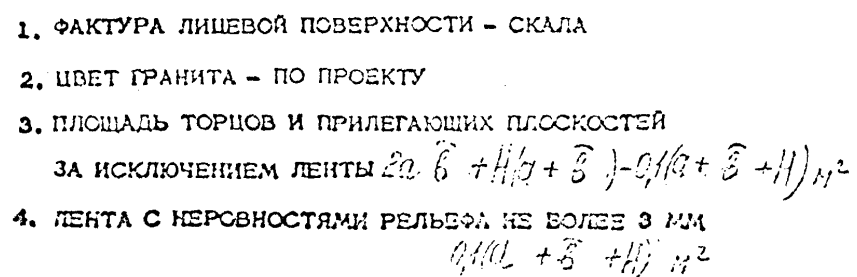 1. ФАКТУРА ЛИЦЕВОЙ ПОВЕРХНОСТИ – СКАЛА
2. ЦВЕТ ГРАНИТА – ПО ПРОЕКТУ
3. ПЛОЩАДЬ ТОРЦОВ И ПРИЛЕГАЮЩИХ ПЛОСКОСТЕЙ
ЗА ИСКЛЮЧЕНИЕМ ЛЕНТЫ 2a b̄ + H(a + b̄) - 0,1(a + b̄ + H) м²
4. ЛЕНТА С НЕРОВНОСТЯМИ РЕЛЬЕФА НЕ БОЛЕЕ 3 ММ
0,1(a + b̄ + H) м²